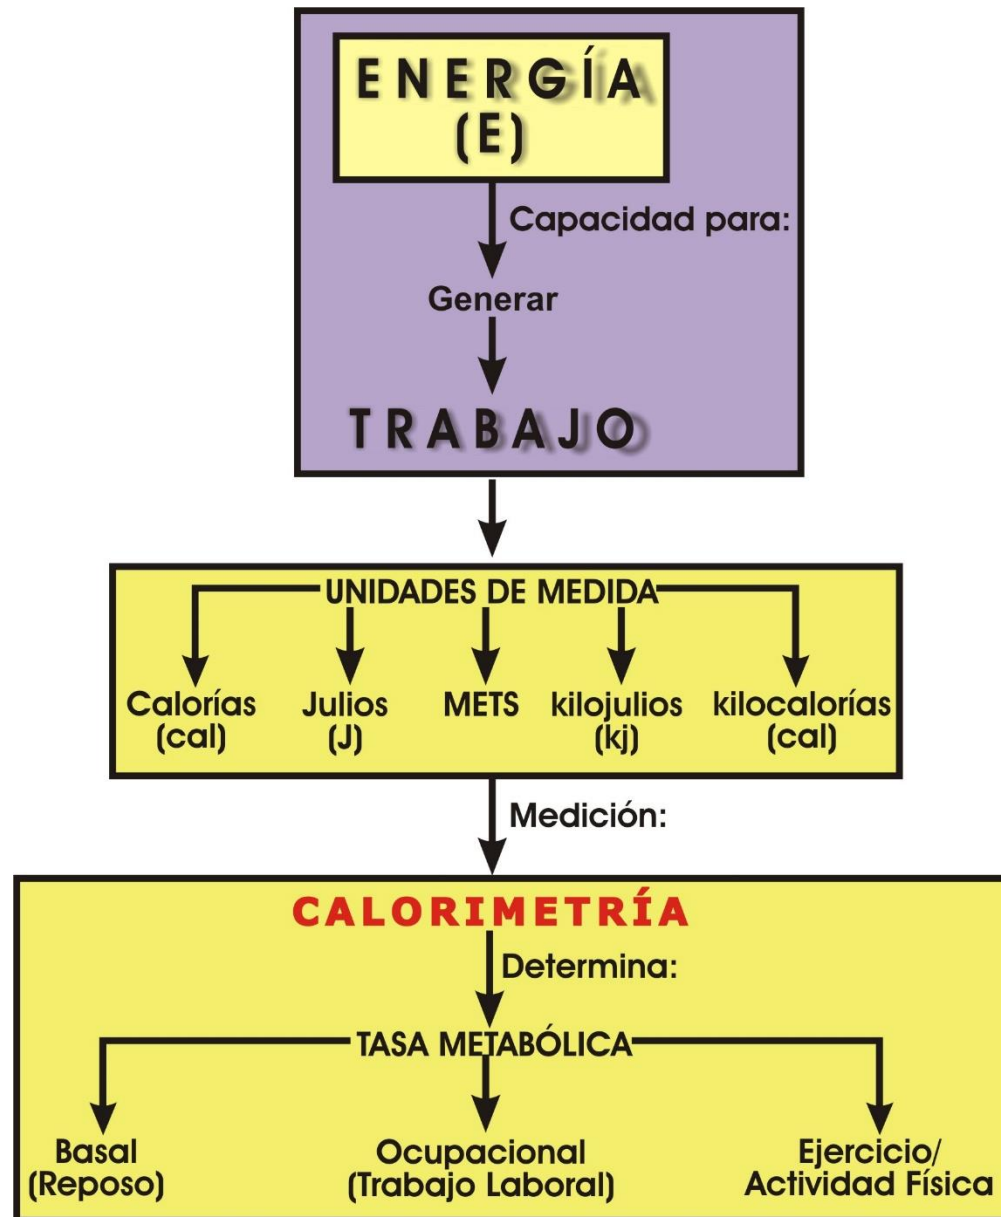 ENERGÍA
(E)
Capacidad para:
Generar
TRABAJO
UNIDADES DE MEDIDA
Calorías
(cal)
Julios
(J)
METS
kilojulios
(kj)
kilocalorías
(cal)
Medición:
CALORIMETRÍA
Determina:
TASA METABÓLICA
Basal
(Reposo)
Ocupacional
(Trabajo Laboral)
Ejercicio/
Actividad Física